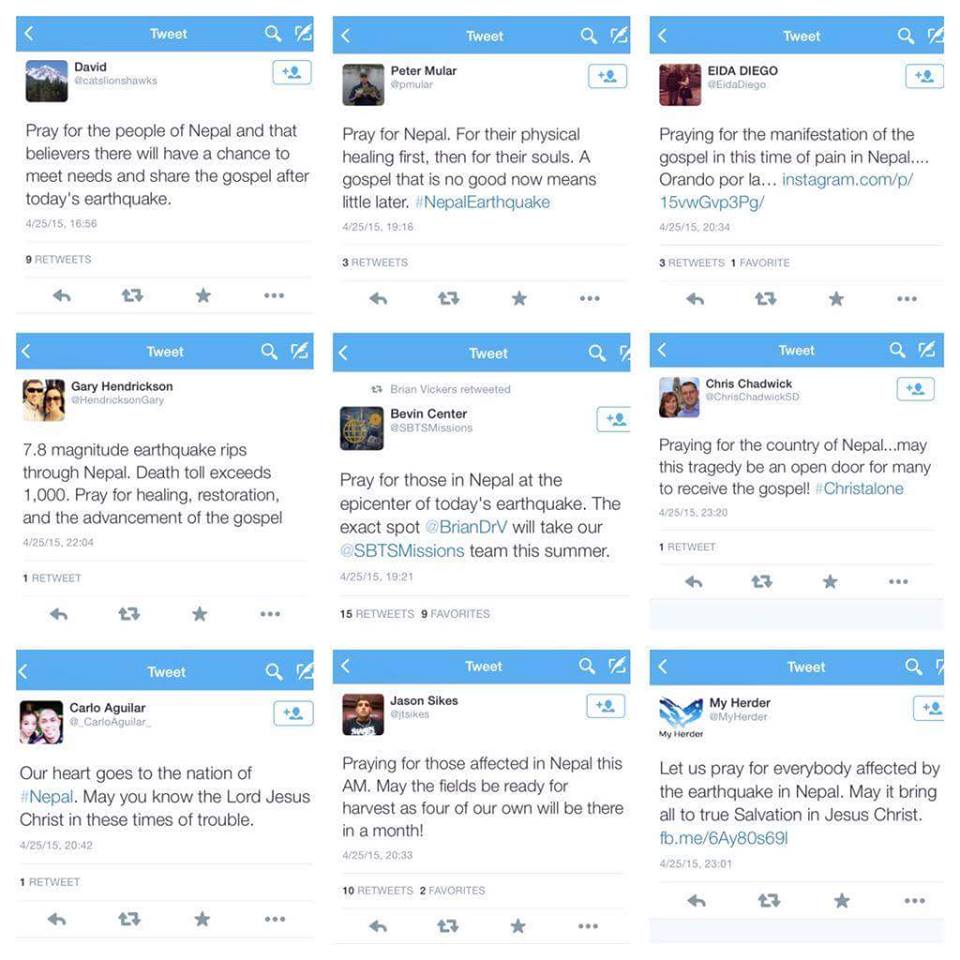 Tweet
David
@catslionshawks
Pray for the people of Nepal and that
believers there will have a chance to
meet needs and share the gospel after
today's earthquake.
4/25/15, 16:56
9 RETWEETS
Tweet
Peter Mular
@pmular
Pray for Nepal. For their physical
healing first, then for their souls. A
gospel that is no good now means
little later. #NepalEarthquake
4/25/15, 19:16
3 RETWEETS
Tweet
EIDA DIEGO
@EidaDiego
Praying for the manifestation of the
gospel in this time of pain in Nepal....
Orando por la... instagram.com/p/
15vwGvp3Pg/
4/25/15, 20:34
3 RETWEETS 1 FAVORITE
Tweet
Gary Hendrickson
@HendricksonGary
7.8 magnitude earthquake rips
through Nepal. Death toll exceeds
1,000. Pray for healing, restoration,
and the advancement of the gospel
4/25/15, 22:04
1 RETWEET
Tweet
Brian Vickers retweeted
Bevin Center
@SBTSMissions
Pray for those in Nepal at the
epicenter of today's earthquake. The
exact spot @BrianDrV will take our
@SBTSMissions team this summer.
4/25/15, 19:21
15 RETWEETS 9 FAVORITES
Tweet
Chris Chadwick
@ChrisChadwickSD
Praying for the country of Nepal...may
this tragedy be an open door for many
to receive the gospel! #Christalone
4/25/15, 23:20
1 RETWEET
Tweet
Carlo Aguilar
@_CarloAguilar_
Our heart goes to the nation of
#Nepal. May you know the Lord Jesus
Christ in these times of trouble.
4/25/15, 20:42
1 RETWEET
Tweet
Jason Sikes
@jtsikes
Praying for those affected in Nepal this
AM. May the fields be ready for
harvest as four of our own will be there
in a month!
4/25/15, 20:33
10 RETWEETS 2 FAVORITES
Tweet
My Herder
My Herder
@MyHerder
Let us pray for everybody affected by
the earthquake in Nepal. May it bring
all to true Salvation in Jesus Christ.
fb.me/6Ay80s69l
4/25/15, 23:01